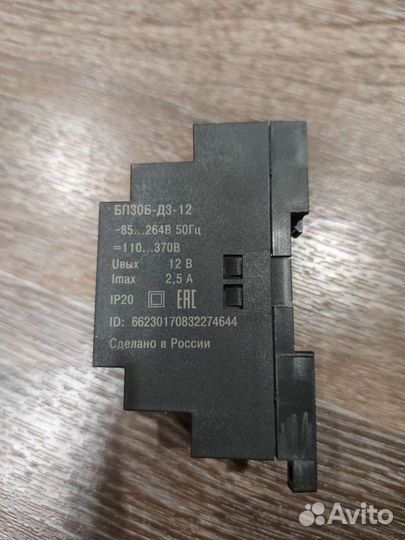 БП30Б-Д3-12
~85...264В 50Гц
=110...370В
Uвых 12 В
Imax 2,5 А
IP20 EAC
ID: 66230170832274644
Сделано в России
Avito